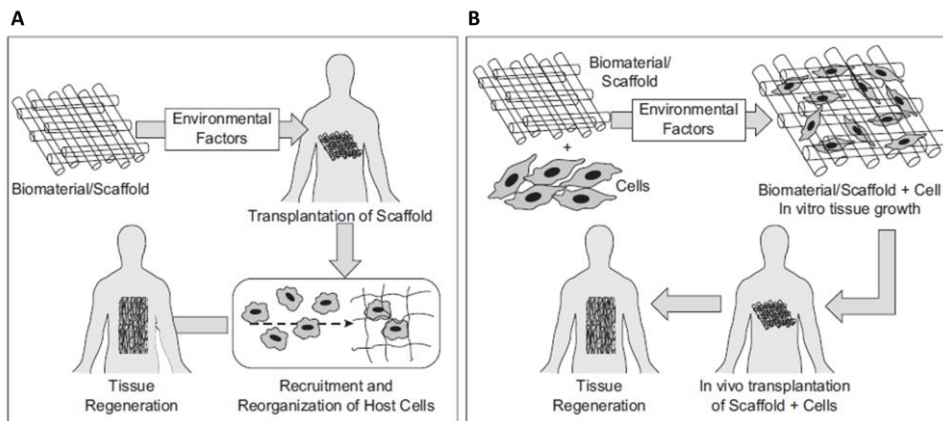 A
Biomaterial/Scaffold
Environmental
Factors
Transplantation of Scaffold
Recruitment and
Reorganization of Host Cells
Tissue
Regeneration
B
Biomaterial/
Scaffold
+
Cells
Environmental
Factors
Biomaterial/Scaffold + Cell
In vitro tissue growth
In vivo transplantation
of Scaffold + Cells
Tissue
Regeneration